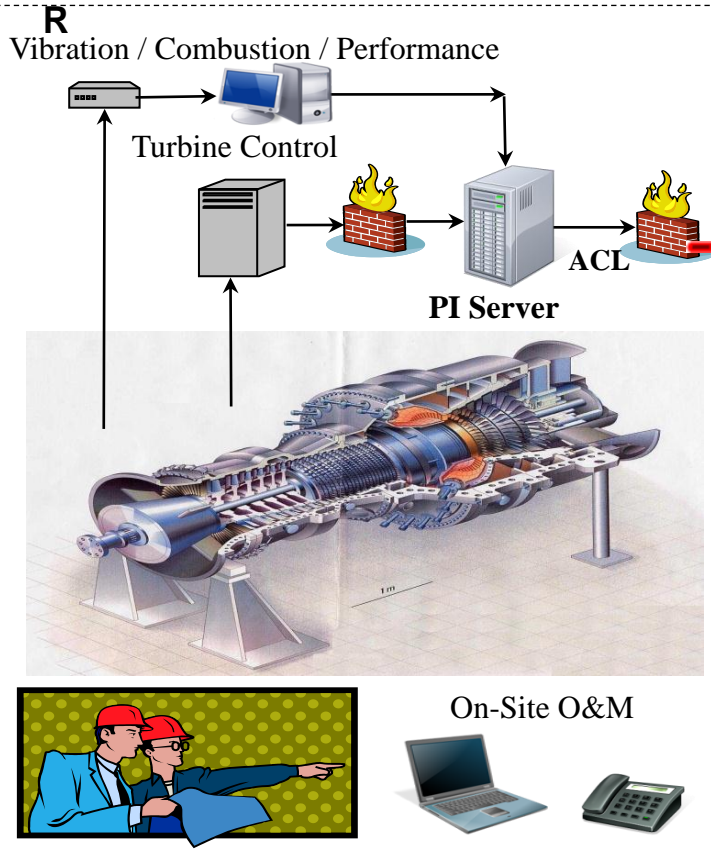 R
Vibration / Combustion / Performance
Turbine Control
ACL
PI Server
1 m
On-Site O&M